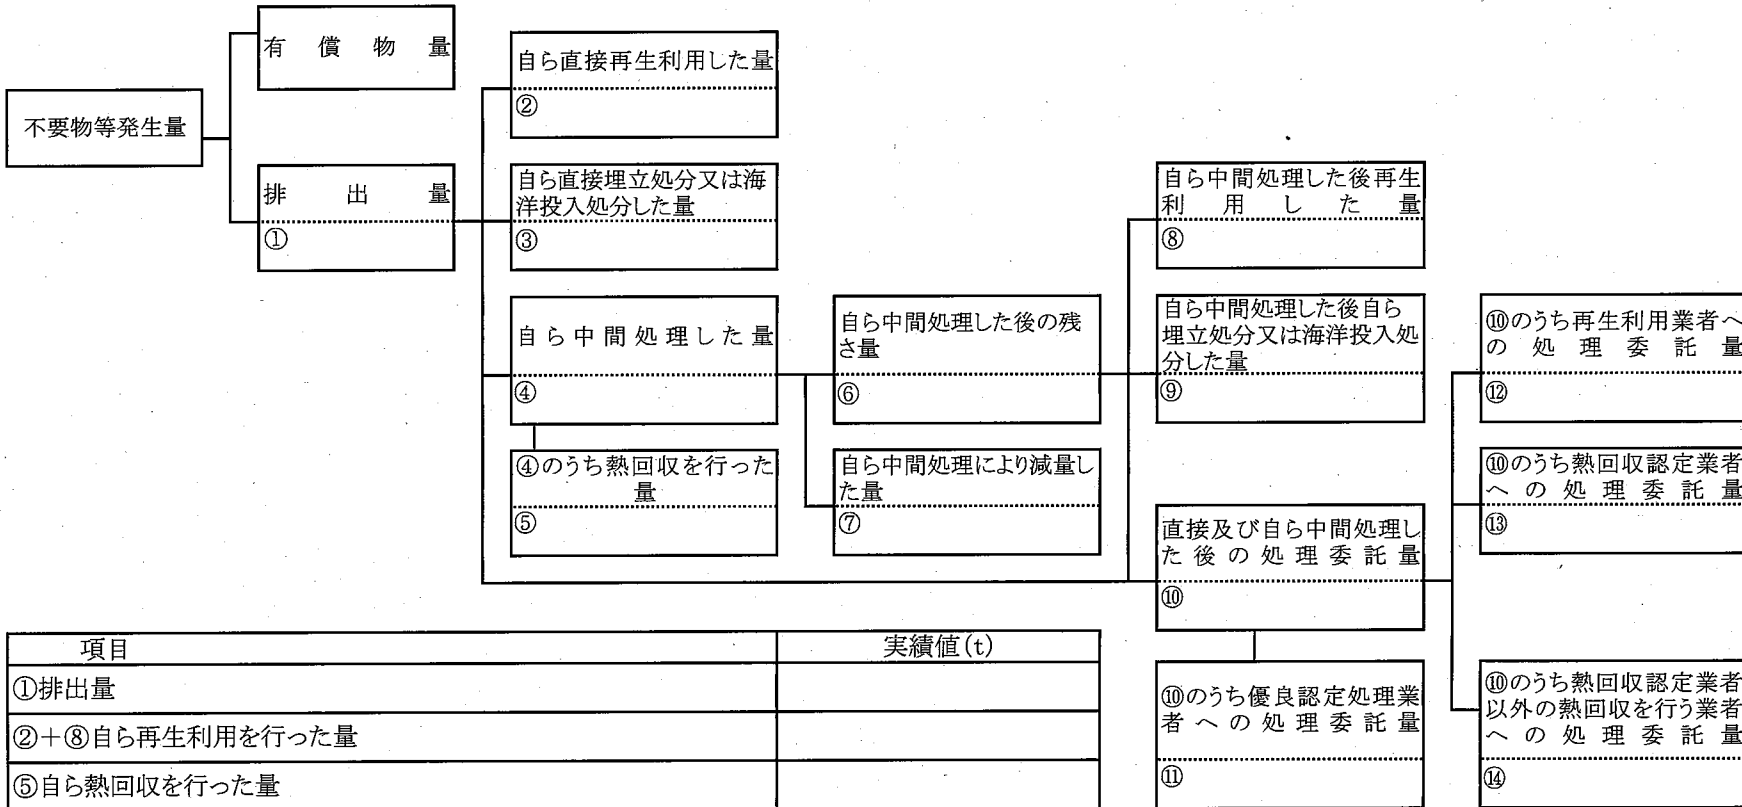 有償物量
不要物等発生量
排出量
①
自ら直接再生利用した量
②
自ら直接埋立処分又は海
洋投入処分した量
③
自ら中間処理した量
④
④のうち熱回収を行った
量
⑤
自ら中間処理した後の残
さ量
⑥
自ら中間処理により減量し
た量
⑦
自ら中間処理した後再生
利用した量
⑧
自ら中間処理した後自ら
埋立処分又は海洋投入処
分した量
⑨
直接及び自ら中間処理し
た後の処理委託量
⑩
⑩のうち優良認定処理業
者への処理委託量
⑪
⑩のうち再生利用業者へ
の処理委託量
⑫
⑩のうち熱回収認定業者
への処理委託量
⑬
⑩のうち熱回収認定業者
以外の熱回収を行う業者
への処理委託量
⑭
項目 実績値(t)
①排出量
②+⑧自ら再生利用を行った量
⑤自ら熱回収を行った量